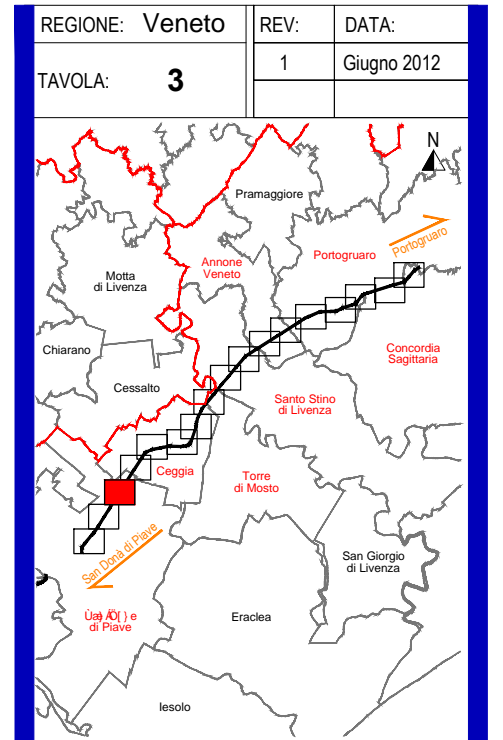 REGIONE: Veneto
REV:
DATA:
TAVOLA: 3
1
Giugno 2012
N
Pramaggiore
Portogruaro
Annone
Veneto
Portogruaro
Motta
di Livenza
Chiarano
Concordia
Sagittaria
Cessalto
Santo Stino
di Livenza
Ceggia
Torre
di Mosto
San Donà di Piave
San Giorgio
di Livenza
di Piave
Eraclea
Iesolo